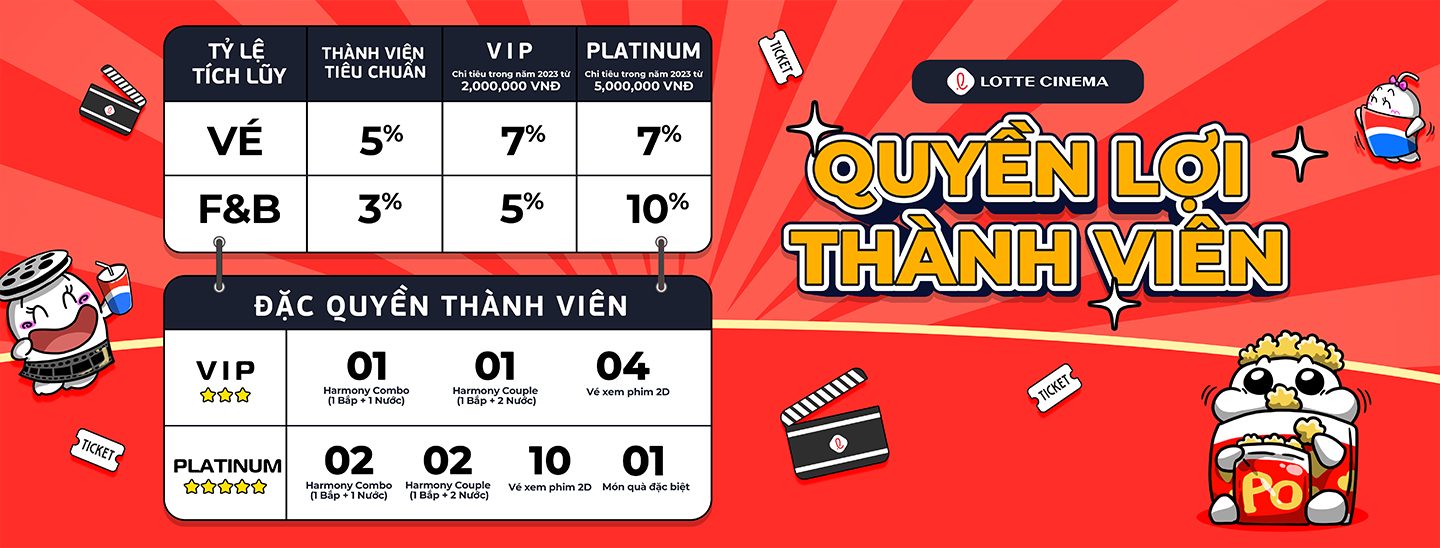 TỶ LỆ
TÍCH LŨY
THÀNH VIÊN
TIÊU CHUẨN
VIP
Chi tiêu trong năm 2023 từ
2,000,000 VNĐ
PLATINUM
Chi tiêu trong năm 2023 từ
5,000,000 VNĐ
VÉ 5% 7% 7%
F&B 3% 5% 10%
ĐẶC QUYỀN THÀNH VIÊN
VIP
01
Harmony Combo
(1 Bắp + 1 Nước)
01
Harmony Couple
(1 Bắp + 2 Nước)
04
Vé xem phim 2D
PLATINUM
02
Harmony Combo
(1 Bắp + 1 Nước)
02
Harmony Couple
(1 Bắp + 2 Nước)
10
Vé xem phim 2D
01
Món quà đặc biệt
TICKET
LOTTE CINEMA
QUYỀN LỢI
THÀNH VIÊN
TICKET
TICKET
PO